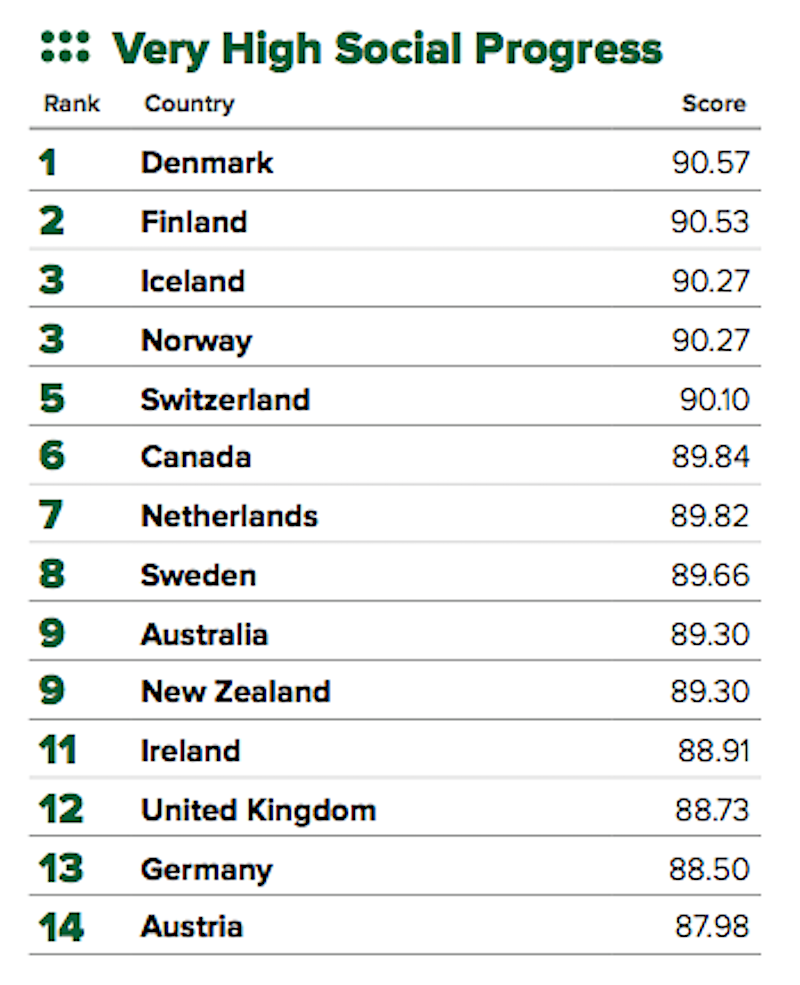 Very High Social Progress
Rank Country Score
1 Denmark 90.57
2 Finland 90.53
3 Iceland 90.27
3 Norway 90.27
5 Switzerland 90.10
6 Canada 89.84
7 Netherlands 89.82
8 Sweden 89.66
9 Australia 89.30
9 New Zealand 89.30
11 Ireland 88.91
12 United Kingdom 88.73
13 Germany 88.50
14 Austria 87.98